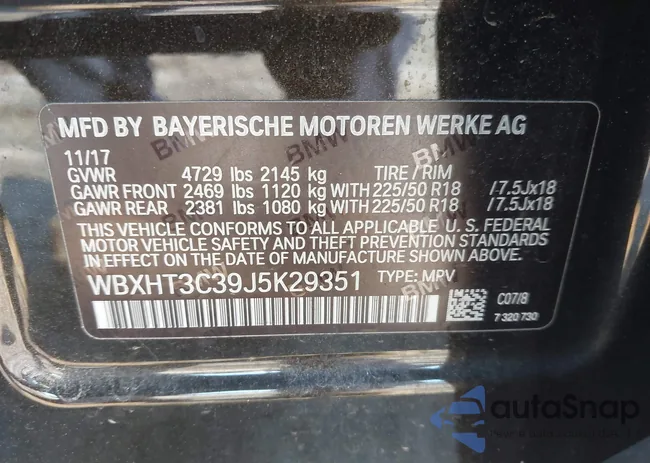 MFD BY BAYERISCHE MOTOREN WERKE AG
11/17
GVWR 4729 lbs 2145 kg TIRE / RIM
GAWR FRONT 2469 lbs 1120 kg WITH 225/50 R18 /7.5Jx18
GAWR REAR 2381 lbs 1080 kg WITH 225/50 R18 /7.5Jx18
THIS VEHICLE CONFORMS TO ALL APPLICABLE U. S. FEDERAL
MOTOR VEHICLE SAFETY AND THEFT PREVENTION STANDARDS
IN EFFECT ON THE DATE OF MANUFACTURE SHOWN ABOVE.
WBXHT3C39J5K29351 TYPE: MPV
C07/8
7 320 730
autoSnap